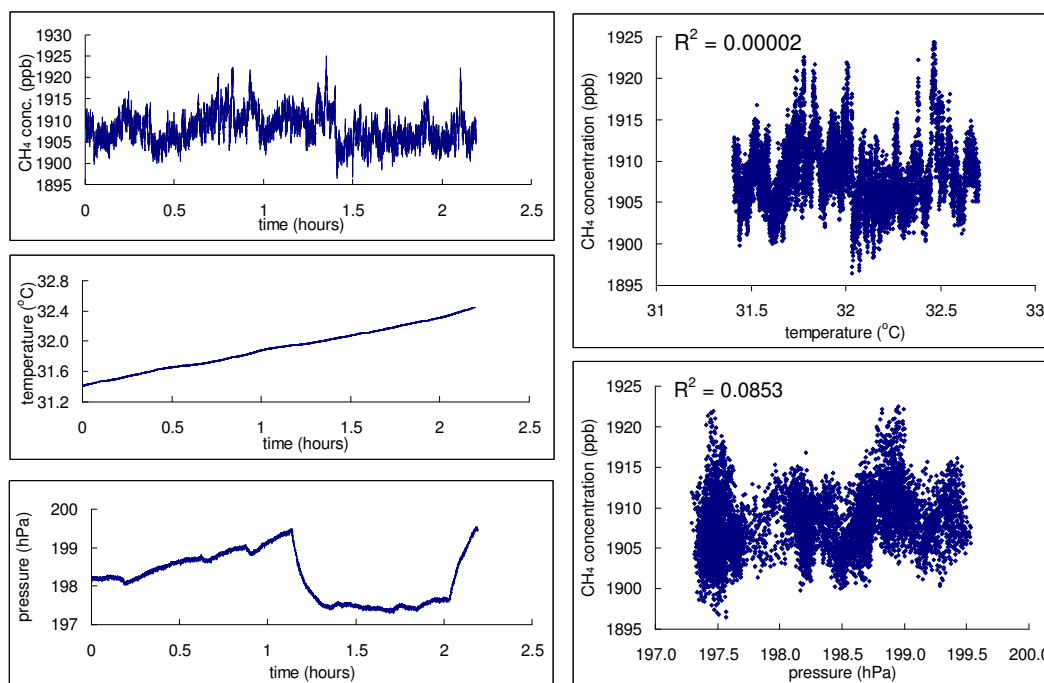 CH₄ conc. (ppb)
1930
1925
1920
1915
1910
1905
1900
1895
0 0.5 1 1.5 2 2.5
time (hours)
temperature (°C)
32.8
32.4
32.0
31.6
31.2
0 0.5 1 1.5 2 2.5
time (hours)
pressure (hPa)
200
199
198
197
0 0.5 1 1.5 2 2.5
time (hours)
R² = 0.00002
CH₄ concentration (ppb)
1925
1920
1915
1910
1905
1900
1895
31 31.5 32 32.5 33
temperature (°C)
R² = 0.0853
CH₄ concentration (ppb)
1925
1920
1915
1910
1905
1900
1895
197.0 197.5 198.0 198.5 199.0 199.5 200.0
pressure (hPa)